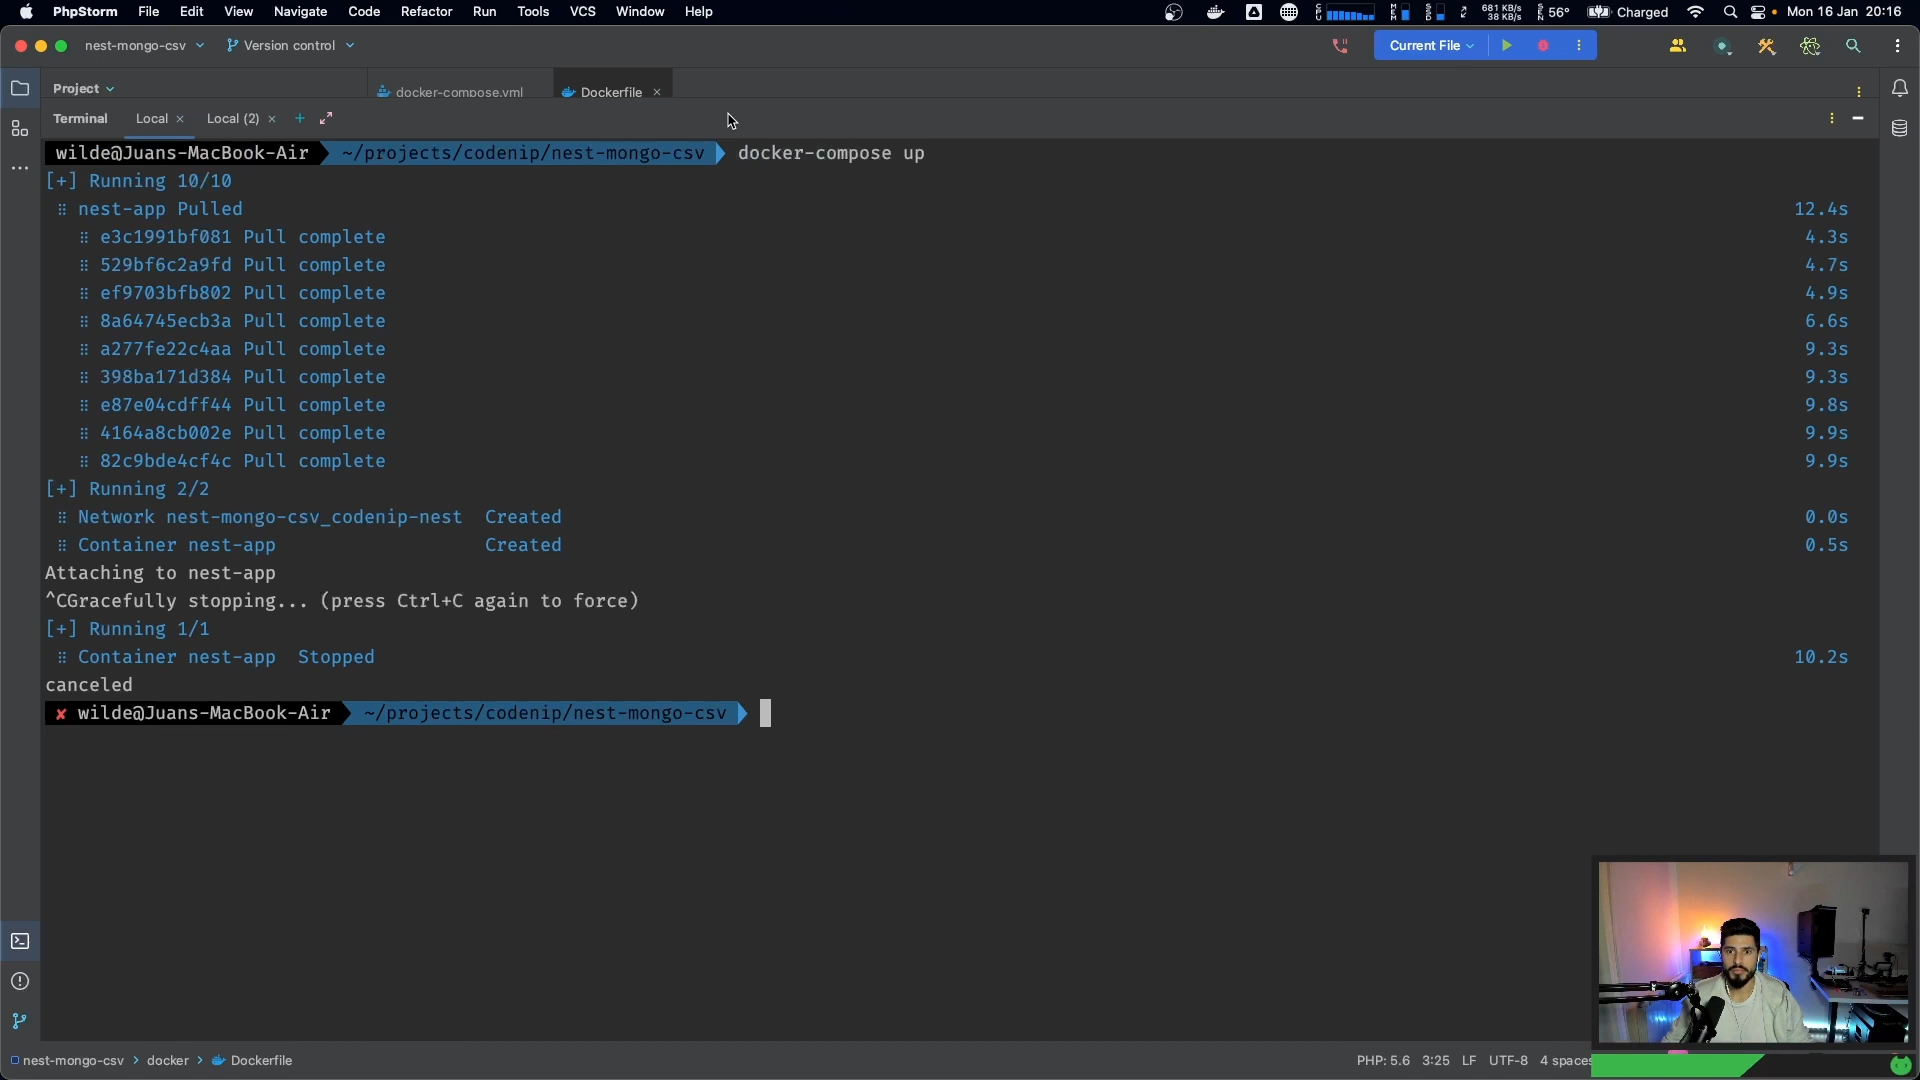 PhpStorm File Edit View Navigate Code Refactor Run Tools VCS Window Help
681 KB/s
38 KB/s
56° Charged Mon 16 Jan 20:16
nest-mongo-csv Version control Current File
Project docker-compose.yml Dockerfile
Terminal Local Local (2)
wilde@Juans-MacBook-Air ~/projects/codenip/nest-mongo-csv docker-compose up
[+] Running 10/10
nest-app Pulled 12.4s
e3c1991bf081 Pull complete 4.3s
529bf6c2a9fd Pull complete 4.7s
ef9703bfb802 Pull complete 4.9s
8a64745ecb3a Pull complete 6.6s
a277fe22c4aa Pull complete 9.3s
398ba171d384 Pull complete 9.3s
e87e04cdff44 Pull complete 9.8s
4164a8cb002e Pull complete 9.9s
82c9bde4cf4c Pull complete 9.9s
[+] Running 2/2
Network nest-mongo-csv_codenip-nest Created 0.0s
Container nest-app Created 0.5s
Attaching to nest-app
^CGracefully stopping... (press Ctrl+C again to force)
[+] Running 1/1
Container nest-app Stopped 10.2s
canceled
✘ wilde@Juans-MacBook-Air ~/projects/codenip/nest-mongo-csv
nest-mongo-csv > docker > Dockerfile PHP: 5.6 3:25 LF UTF-8 4 spaces